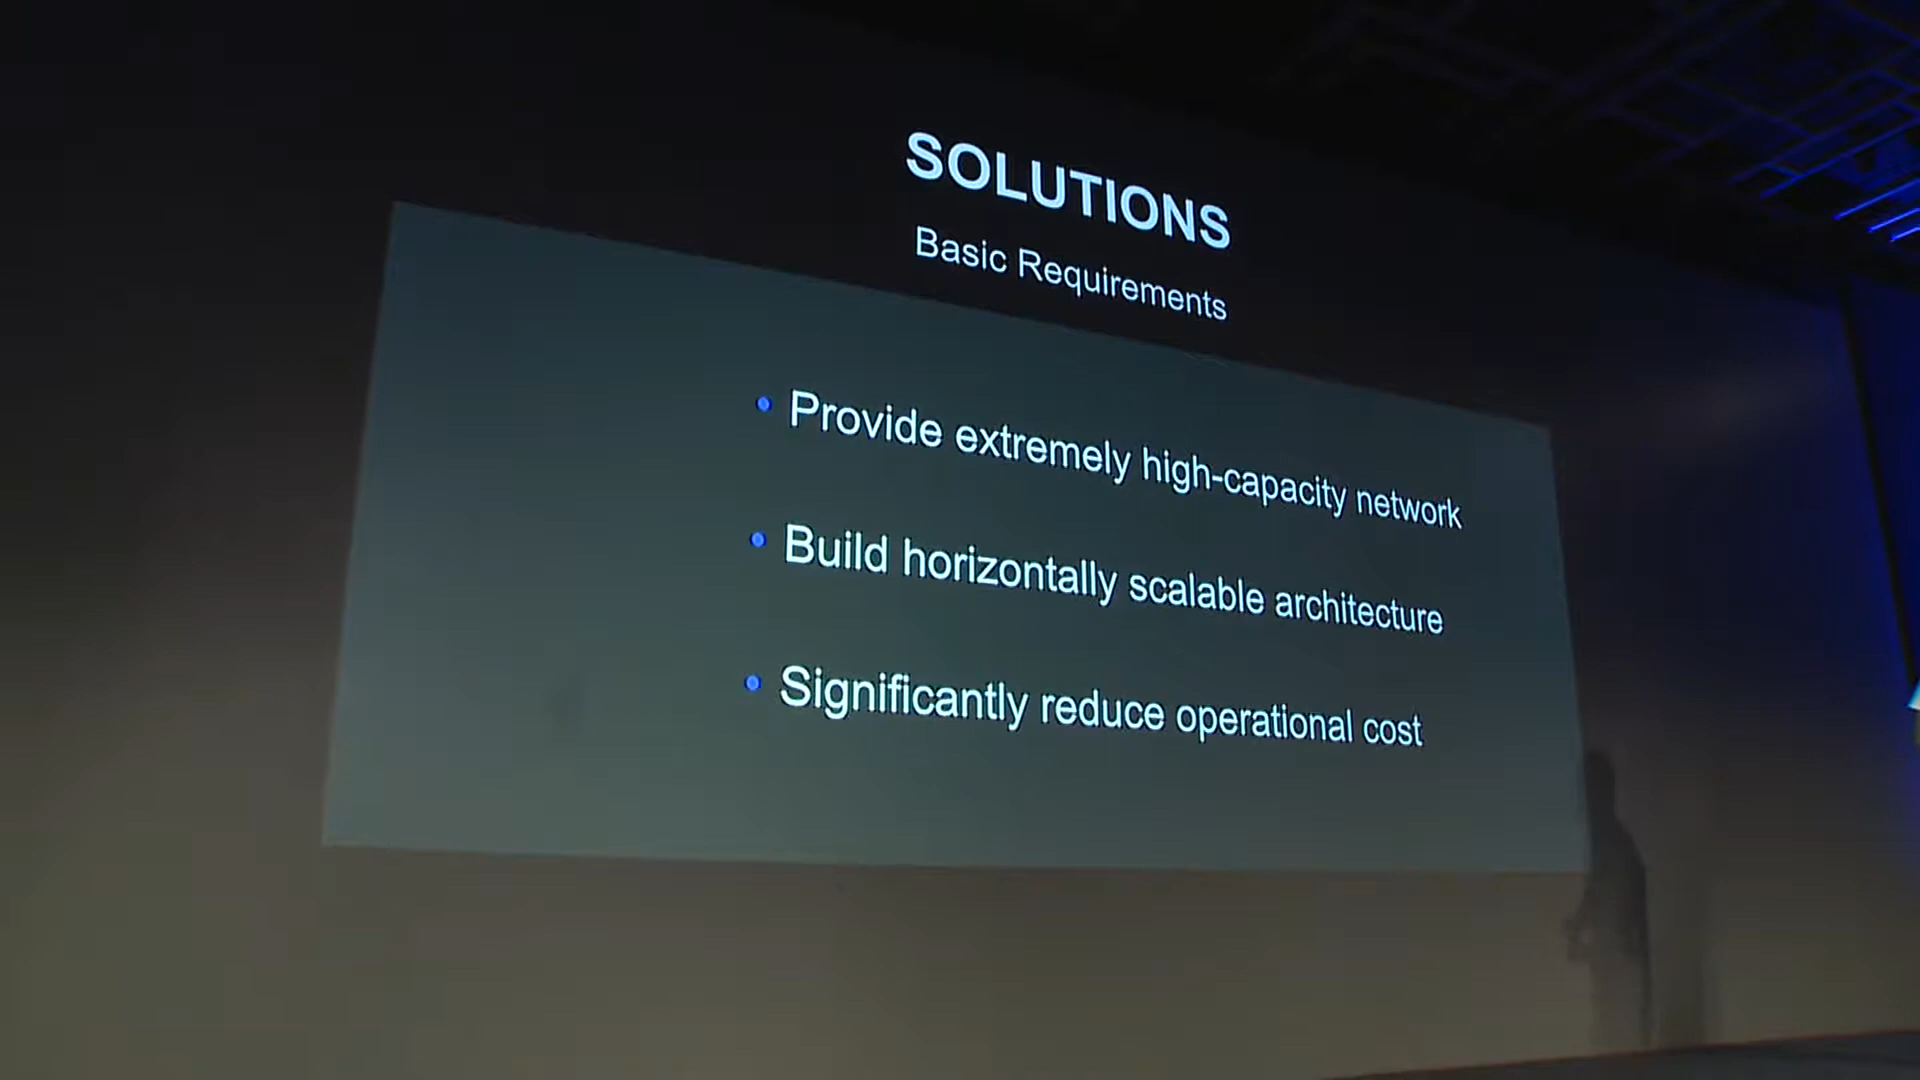 SOLUTIONS
Basic Requirements
• Provide extremely high-capacity network
• Build horizontally scalable architecture
• Significantly reduce operational cost